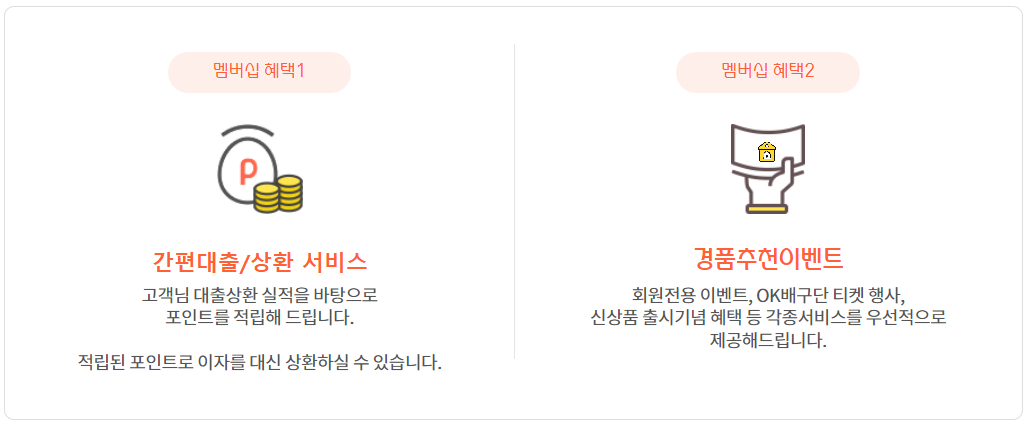 멤버십 혜택1
간편대출/상환 서비스
고객님 대출상환 실적을 바탕으로
포인트를 적립해 드립니다.
적립된 포인트로 이자를 대신 상환하실 수 있습니다.
멤버십 혜택2
경품추천이벤트
회원전용 이벤트, OK배구단 티켓 행사,
신상품 출시기념 혜택 등 각종서비스를 우선적으로
제공해드립니다.